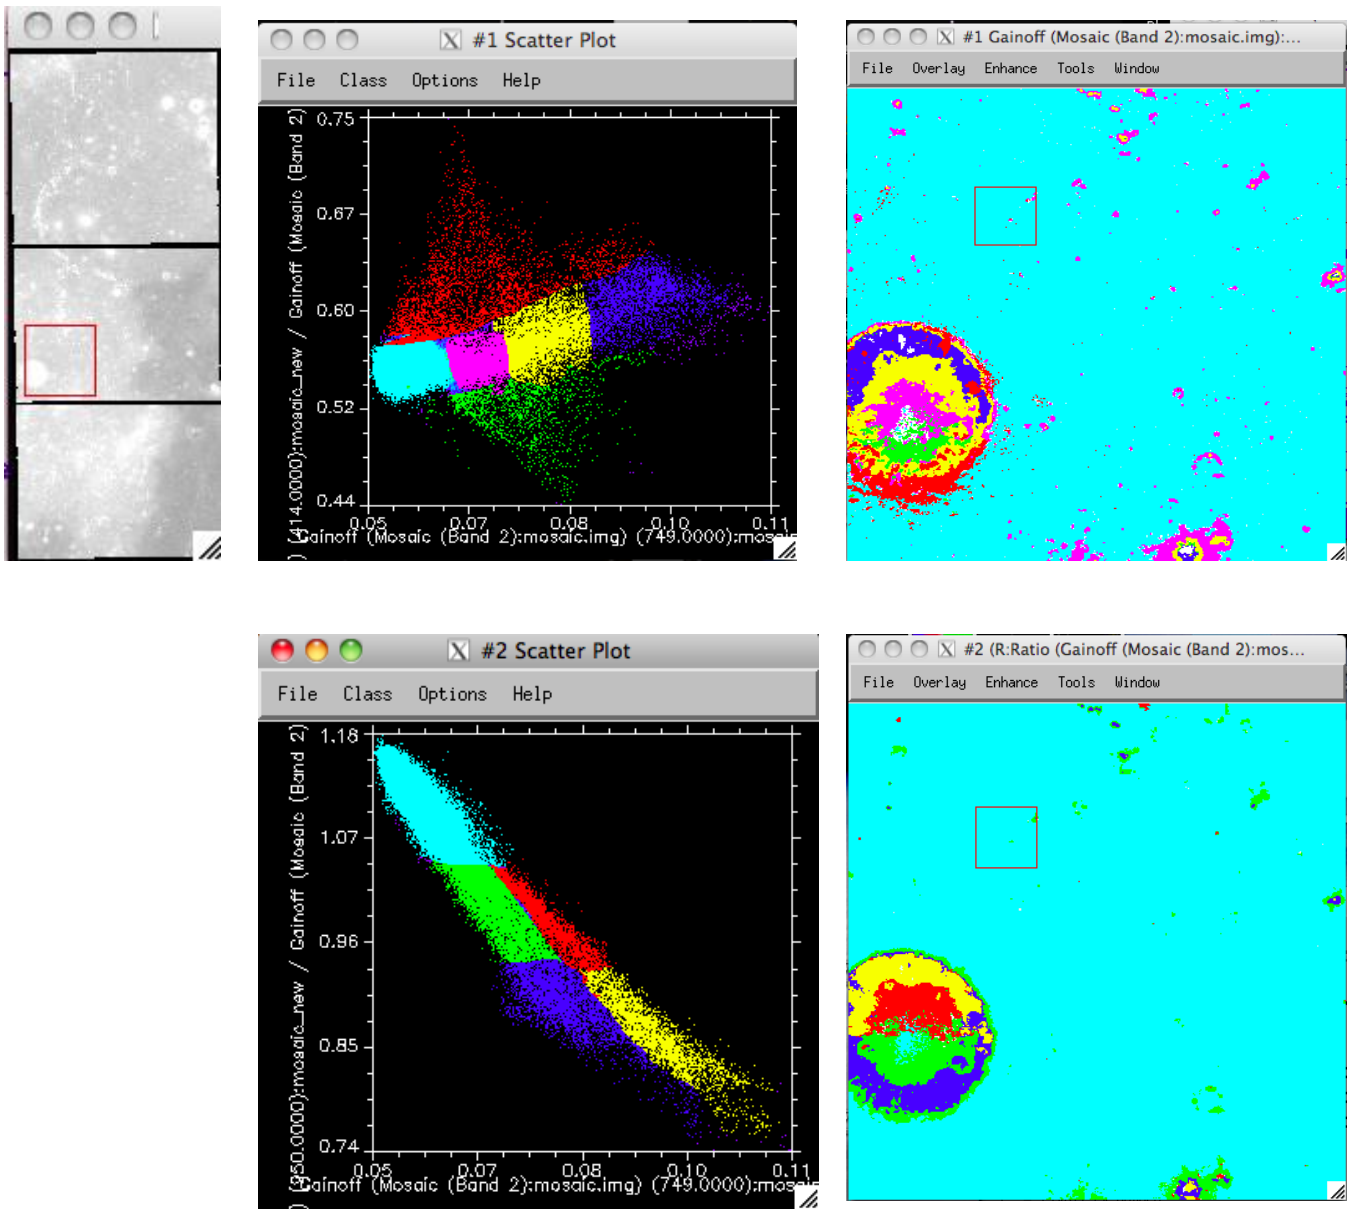 #1 Scatter Plot
File Class Options Help
0.75
0.67
0.60
0.52
0.44
0.05 0.07 0.08 0.10 0.11
) (414.0000):mosaic_new / Gainoff (Mosaic (Band 2)
Gainoff (Mosaic (Band 2):mosaic.img) (749.0000):mosai
#1 Gainoff (Mosaic (Band 2):mosaic.img):...
File Overlay Enhance Tools Window
#2 Scatter Plot
File Class Options Help
1.18
1.07
0.96
0.85
0.74
0.05 0.07 0.08 0.10 0.11
950.0000):mosaic_new / Gainoff (Mosaic (Band 2)
Gainoff (Mosaic (Band 2):mosaic.img) (749.0000):mosa
#2 (R:Ratio (Gainoff (Mosaic (Band 2):mos...
File Overlay Enhance Tools Window